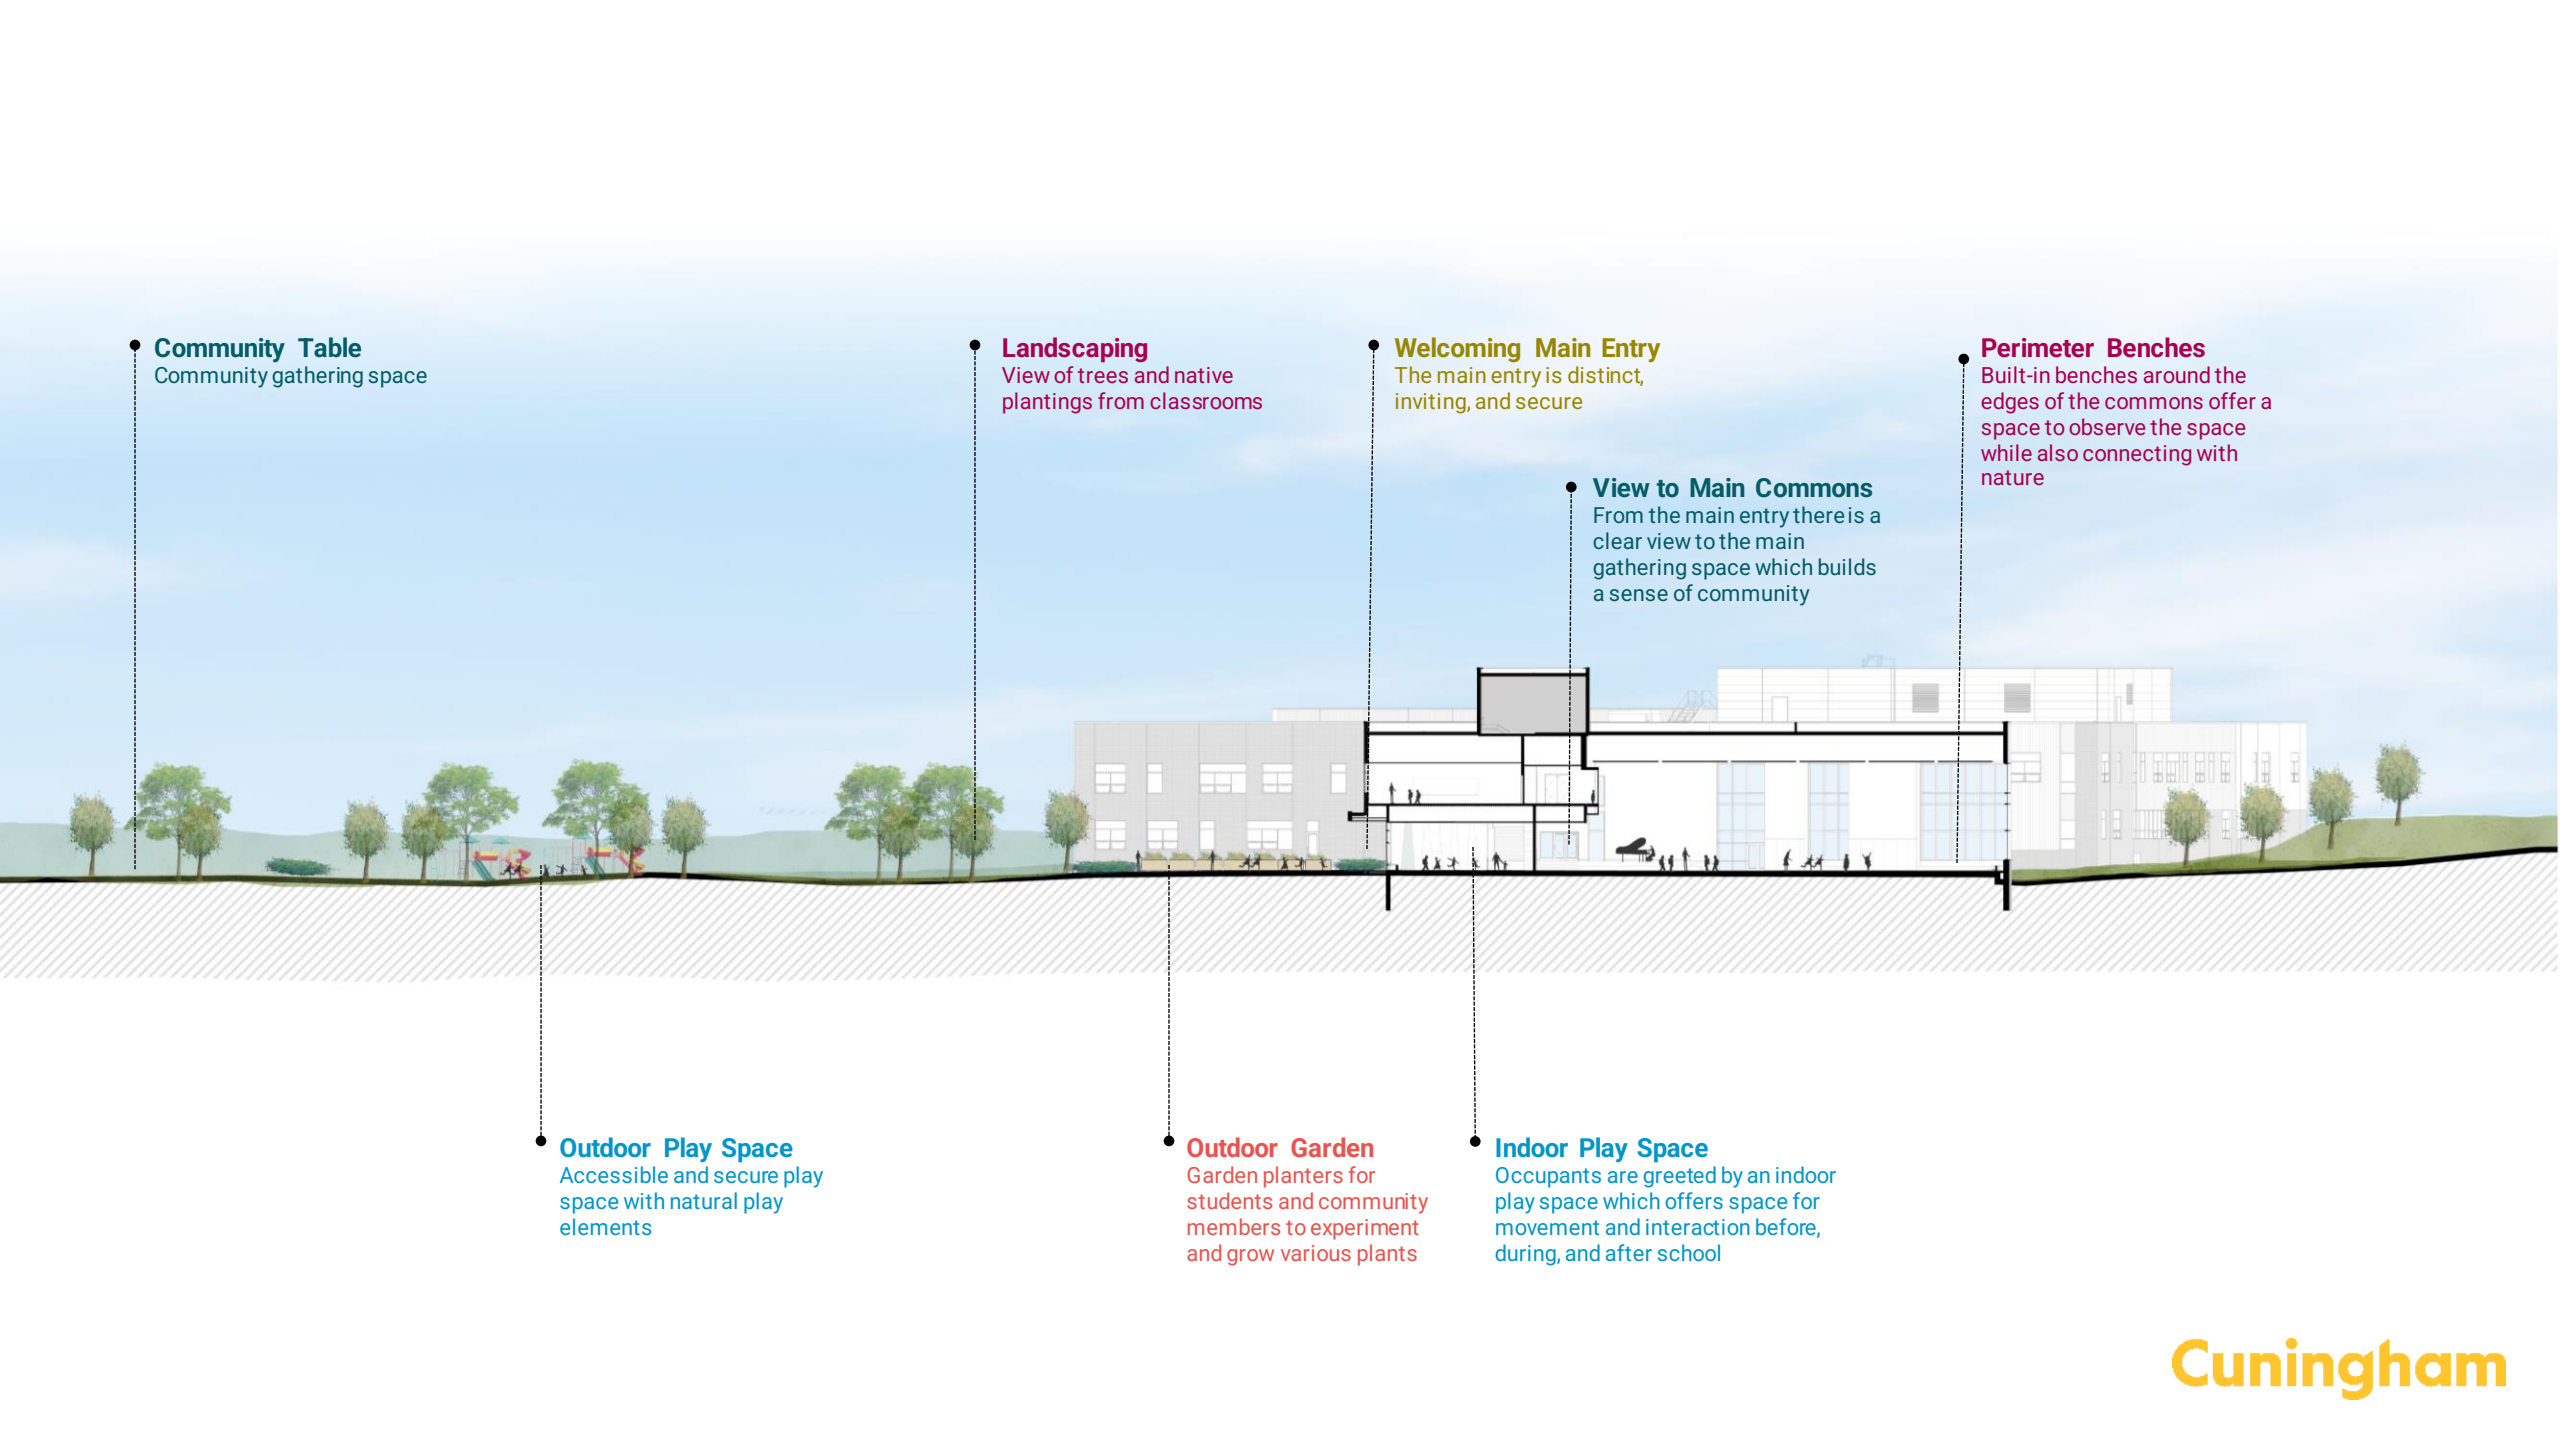 Community Table
Community gathering space
Landscaping
View of trees and native
plantings from classrooms
Welcoming Main Entry
The main entry is distinct,
inviting, and secure
View to Main Commons
From the main entry there is a
clear view to the main
gathering space which builds
a sense of community
Perimeter Benches
Built-in benches around the
edges of the commons offer a
space to observe the space
while also connecting with
nature
Outdoor Play Space
Accessible and secure play
space with natural play
elements
Outdoor Garden
Garden planters for
students and community
members to experiment
and grow various plants
Indoor Play Space
Occupants are greeted by an indoor
play space which offers space for
movement and interaction before,
during, and after school
Cuningham